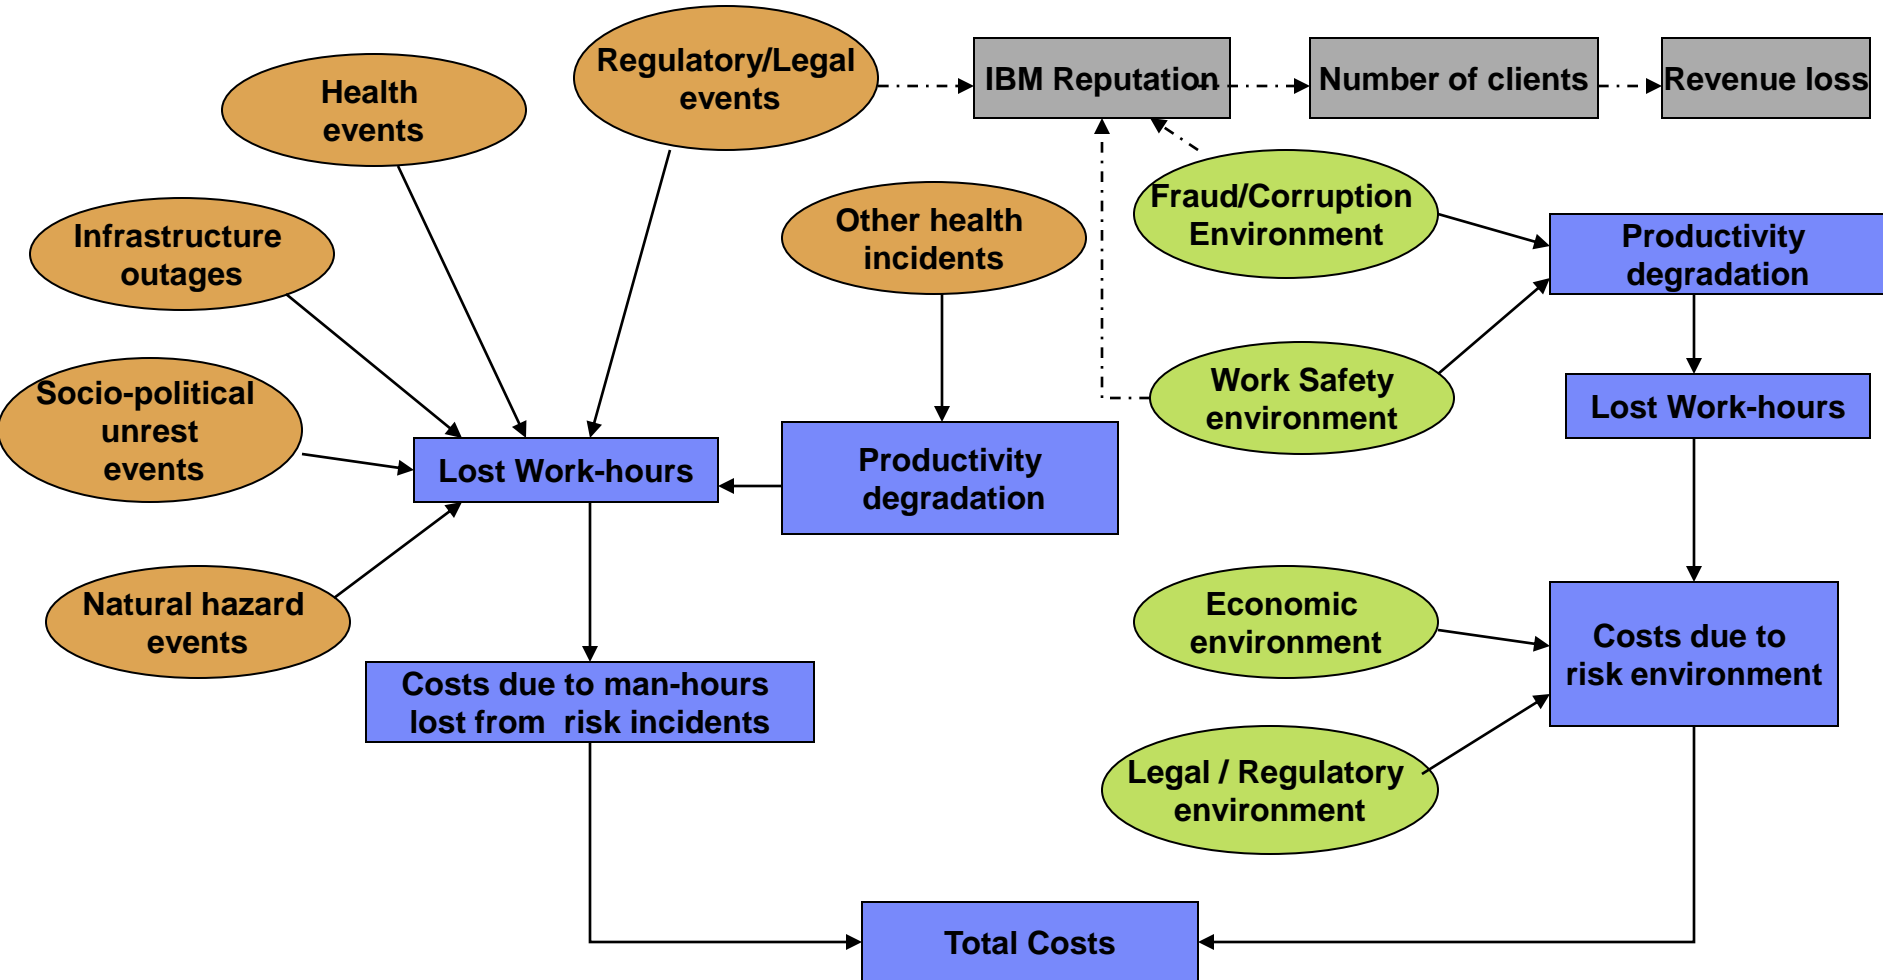 Regulatory/Legal
events
IBM Reputation
Number of clients
Revenue loss
Health
events
Fraud/Corruption
Environment
Other health
incidents
Infrastructure
outages
Productivity
degradation
Work Safety
environment
Socio-political
unrest
events
Lost Work-hours
Lost Work-hours
Productivity
degradation
Natural hazard
events
Economic
environment
Costs due to
risk environment
Costs due to man-hours
lost from  risk incidents
Legal / Regulatory
environment
Total Costs